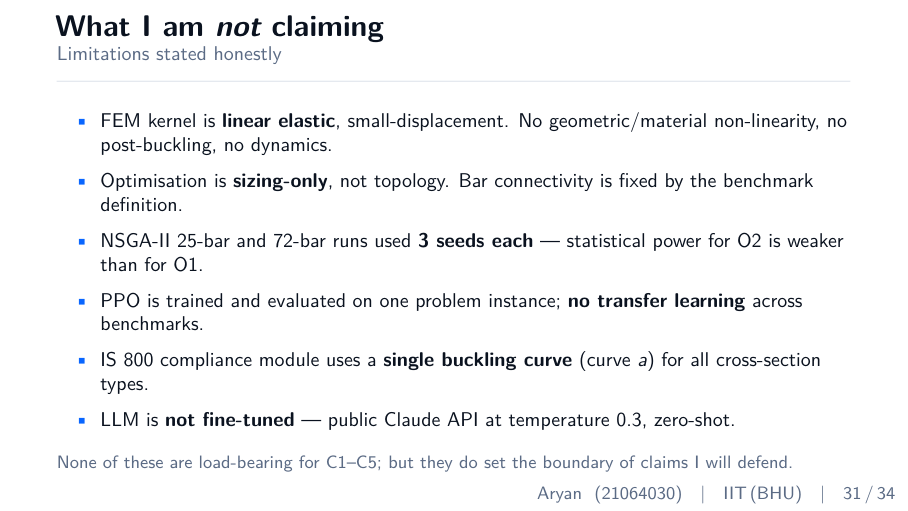 What I am not claiming
Limitations stated honestly
FEM kernel is linear elastic, small-displacement. No geometric/material non-linearity, no
post-buckling, no dynamics.
Optimisation is sizing-only, not topology. Bar connectivity is fixed by the benchmark
definition.
NSGA-II 25-bar and 72-bar runs used 3 seeds each — statistical power for O2 is weaker
than for O1.
PPO is trained and evaluated on one problem instance; no transfer learning across
benchmarks.
IS 800 compliance module uses a single buckling curve (curve a) for all cross-section
types.
LLM is not fine-tuned — public Claude API at temperature 0.3, zero-shot.
None of these are load-bearing for C1–C5; but they do set the boundary of claims I will defend.
Aryan (21064030) | IIT (BHU) | 31 / 34